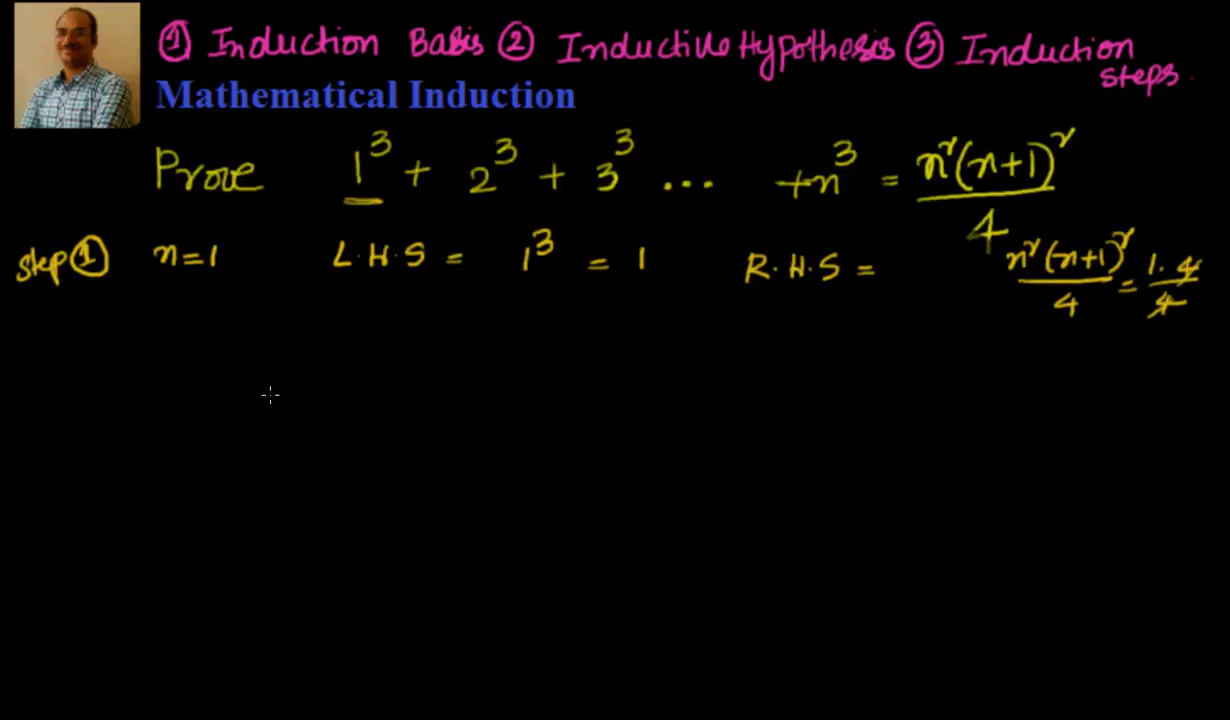 ① Induction Basis ② Inductive Hypothesis ③ Induction steps.
Mathematical Induction
Prove 1³ + 2³ + 3³ ... + n³ = n²(n+1)² / 4
step ① n=1 L.H.S = 1³ = 1 R.H.S = n²(n+1)² / 4 = 1.4 / 4